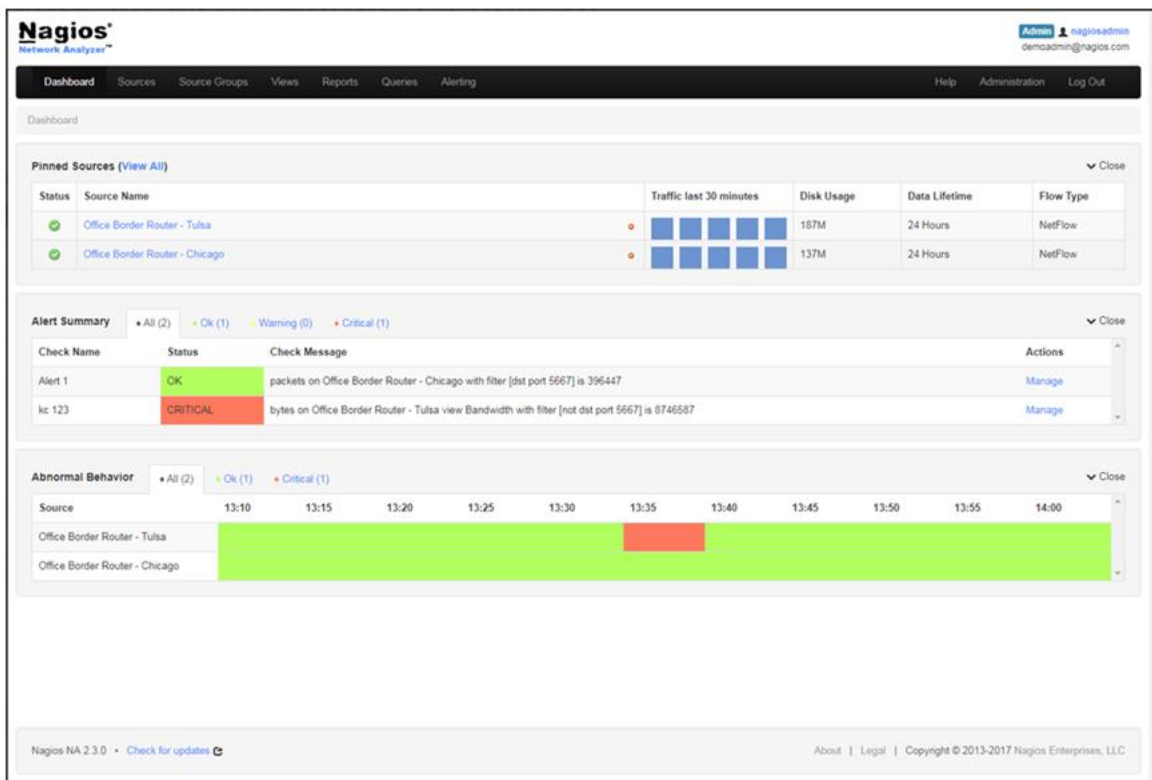 Nagios®
Network Analyzer™
Admin nagiosadmin
demoadmin@nagios.com
Dashboard Sources Source Groups Views Reports Queries Alerting Help Administration Log Out
Dashboard
Pinned Sources (View All) Close
Status Source Name Traffic last 30 minutes Disk Usage Data Lifetime Flow Type
Office Border Router - Tulsa 187M 24 Hours NetFlow
Office Border Router - Chicago 137M 24 Hours NetFlow
Alert Summary All (2) Ok (1) Warning (0) Critical (1) Close
Check Name Status Check Message Actions
Alert 1 OK packets on Office Border Router - Chicago with filter [dst port 5667] is 396447 Manage
kc 123 CRITICAL bytes on Office Border Router - Tulsa view Bandwidth with filter [not dst port 5667] is 8746587 Manage
Abnormal Behavior All (2) Ok (1) Critical (1) Close
Source 13:10 13:15 13:20 13:25 13:30 13:35 13:40 13:45 13:50 13:55 14:00
Office Border Router - Tulsa
Office Border Router - Chicago
Nagios NA 2.3.0 • Check for updates About | Legal | Copyright © 2013-2017 Nagios Enterprises, LLC